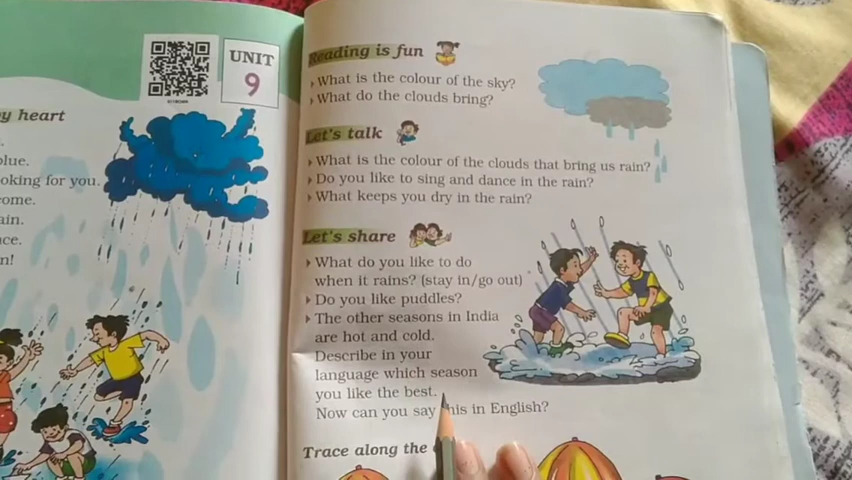 UNIT
9
y heart
blue.
oking for you.
ome.
ain.
ce.
n!
Reading is fun
What is the colour of the sky?
What do the clouds bring?
Let's talk
What is the colour of the clouds that bring us rain?
Do you like to sing and dance in the rain?
What keeps you dry in the rain?
Let's share
What do you like to do
when it rains? (stay in/go out)
Do you like puddles?
The other seasons in India
are hot and cold.
Describe in your
language which season
you like the best.
Now can you say this in English?
Trace along the